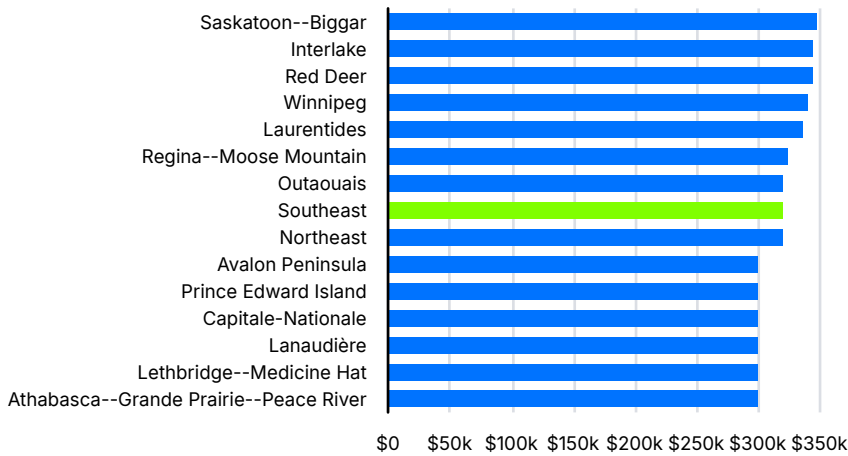 Saskatoon--Biggar
Interlake
Red Deer
Winnipeg
Laurentides
Regina--Moose Mountain
Outaouais
Southeast
Northeast
Avalon Peninsula
Prince Edward Island
Capitale-Nationale
Lanaudière
Lethbridge--Medicine Hat
Athabasca--Grande Prairie--Peace River
$0 $50k $100k $150k $200k $250k $300k $350k